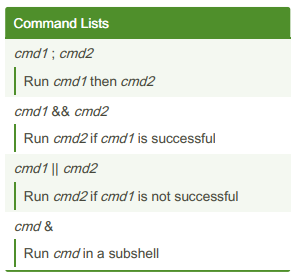 Command Lists
cmd1 ; cmd2
Run cmd1 then cmd2
cmd1 && cmd2
Run cmd2 if cmd1 is successful
cmd1 || cmd2
Run cmd2 if cmd1 is not successful
cmd &
Run cmd in a subshell